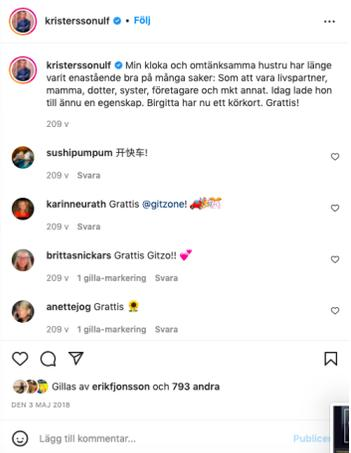 kristerssonulf • Följ
kristerssonulf Min kloka och omtänksamma hustru har länge
varit enastående bra på många saker: Som att vara livspartner,
mamma, dotter, syster, företagare och mkt annat. Idag lade hon
till ännu en egenskap. Birgitta har nu ett körkort. Grattis!
209 v
sushipumpum 开快车!
209 v Svara
karinneurath Grattis @gitzone! 🚗💐
209 v Svara
brittasnickars Grattis Gitzo!! 💕
209 v 1 gilla-markering Svara
anettejog Grattis 🌻
209 v 1 gilla-markering Svara
Gillas av erikfjonsson och 793 andra
DEN 3 MAJ 2018
Lägg till kommentar...